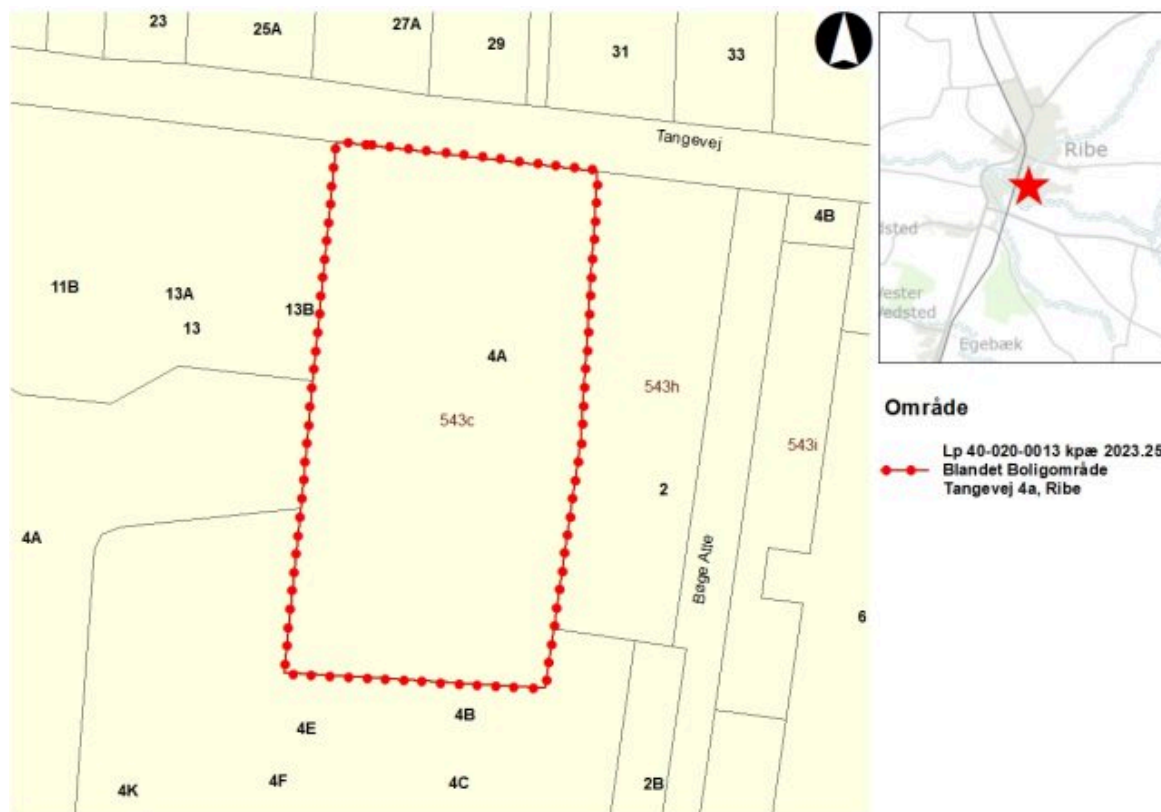 23
25A
27A
29
31
33
Tangevej
4B
11B
13A
13
13B
4A
543c
543h
543i
2
4A
Bøge Alle
6
4E
4B
4K
4F
4C
2B
Ribe
Egebæk
Område
Lp 40-020-0013 kpæ 2023.25
Blandet Boligområde
Tangevej 4a, Ribe